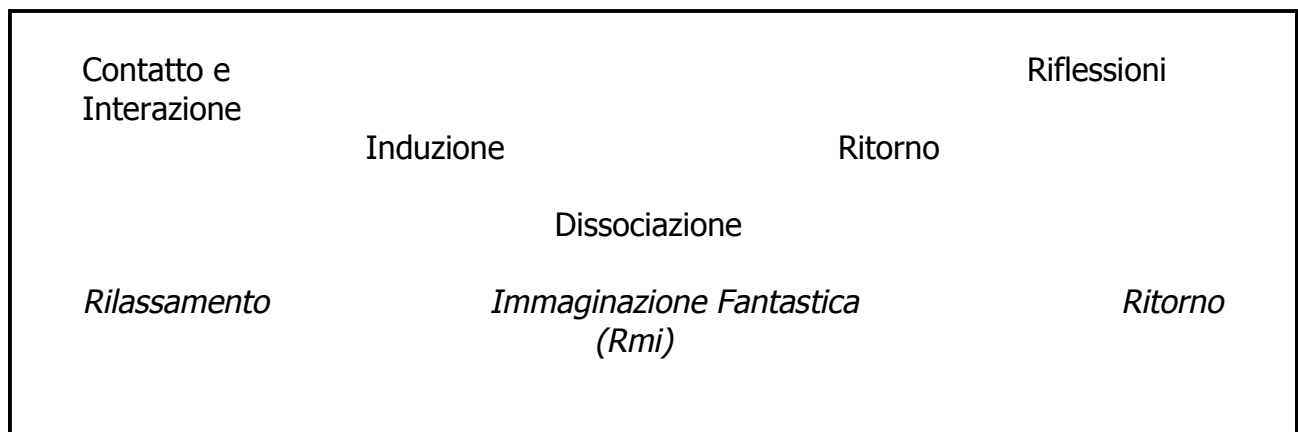 Contatto e Riflessioni
Interazione
Induzione Ritorno
Dissociazione
Rilassamento Immaginazione Fantastica Ritorno
(Rmi)